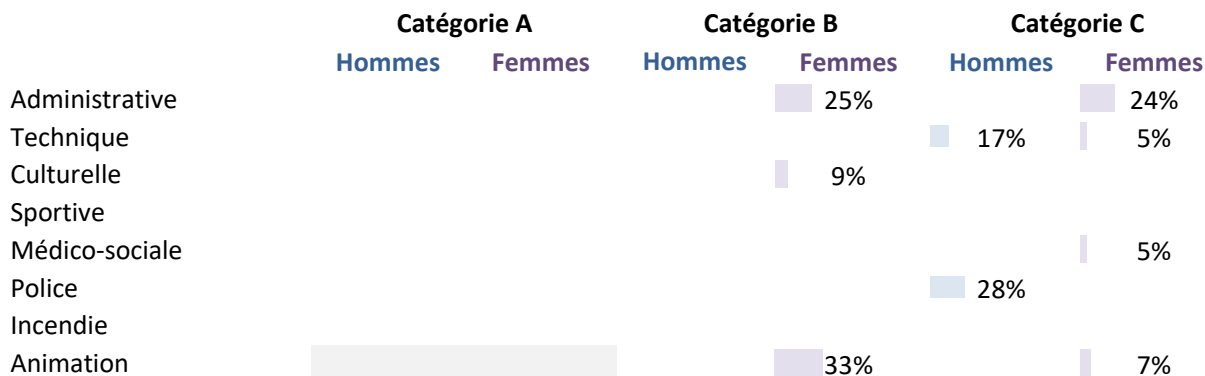 Catégorie A Catégorie B Catégorie C
Hommes Femmes Hommes Femmes Hommes Femmes
Administrative 25% 24%
Technique 17% 5%
Culturelle 9%
Sportive
Médico-sociale 5%
Police 28%
Incendie
Animation 33% 7%